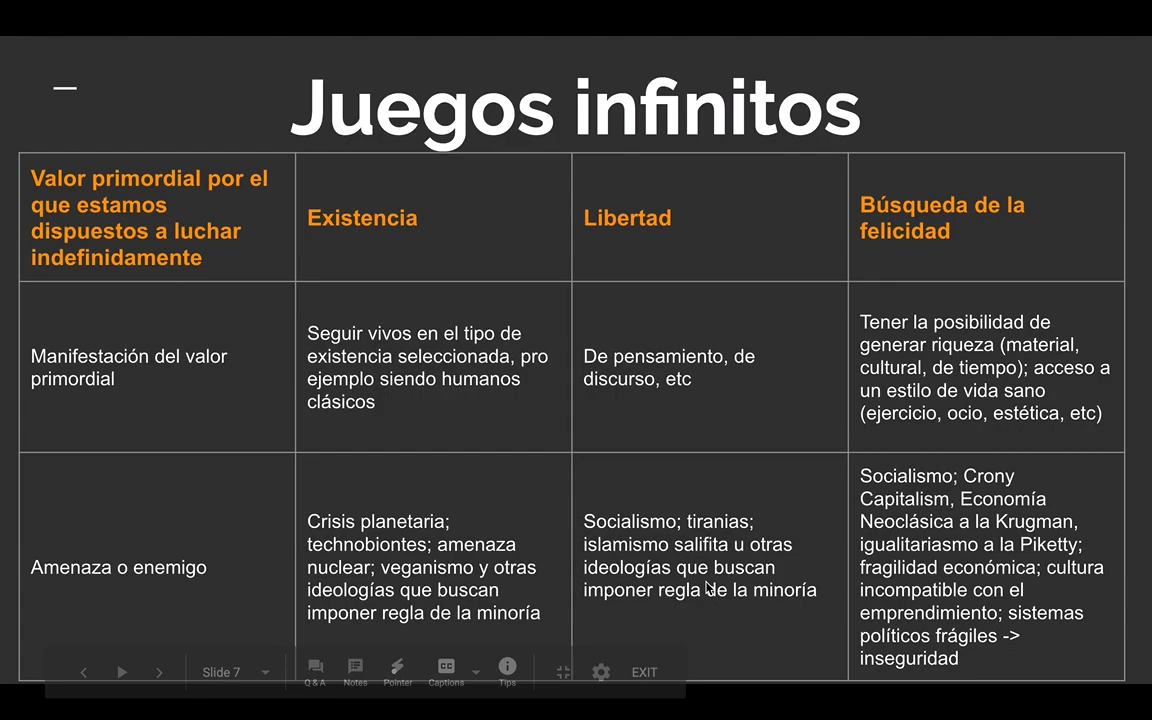 Juegos infinitos
Valor primordial por el
que estamos
dispuestos a luchar
indefinidamente
Existencia
Libertad
Búsqueda de la
felicidad
Manifestación del valor
primordial
Seguir vivos en el tipo de
existencia seleccionada, pro
ejemplo siendo humanos
clásicos
De pensamiento, de
discurso, etc
Tener la posibilidad de
generar riqueza (material,
cultural, de tiempo); acceso a
un estilo de vida sano
(ejercicio, ocio, estética, etc)
Amenaza o enemigo
Crisis planetaria;
technobiontes; amenaza
nuclear; veganismo y otras
ideologías que buscan
imponer regla de la minoría
Socialismo; tiranias;
islamismo salifita u otras
ideologías que buscan
imponer regla de la minoría
Socialismo; Crony
Capitalism, Economía
Neoclásica a la Krugman,
igualitariasmo a la Piketty;
fragilidad económica; cultura
incompatible con el
emprendimiento; sistemas
políticos frágiles ->
inseguridad
Slide 7
Q & A
Notes
Pointer
CC
Captions
Tips
EXIT